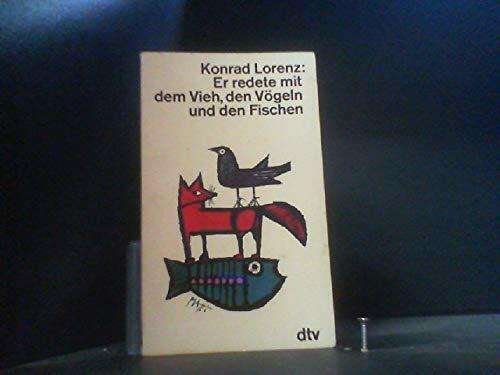 Konrad Lorenz:
Er redete mit
dem Vieh, den Vögeln
und den Fischen
dtv